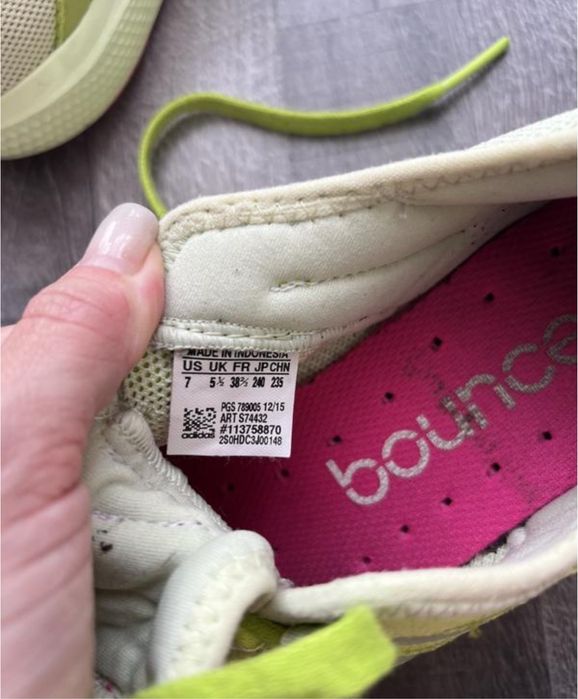 MADE IN INDONESIA
US UK FR JP CHN
7 5½ 38⅔ 240 235
PGS 789005 12/15
ART S74432
#113758870
adidas 2S0HDC3J00148
bounce